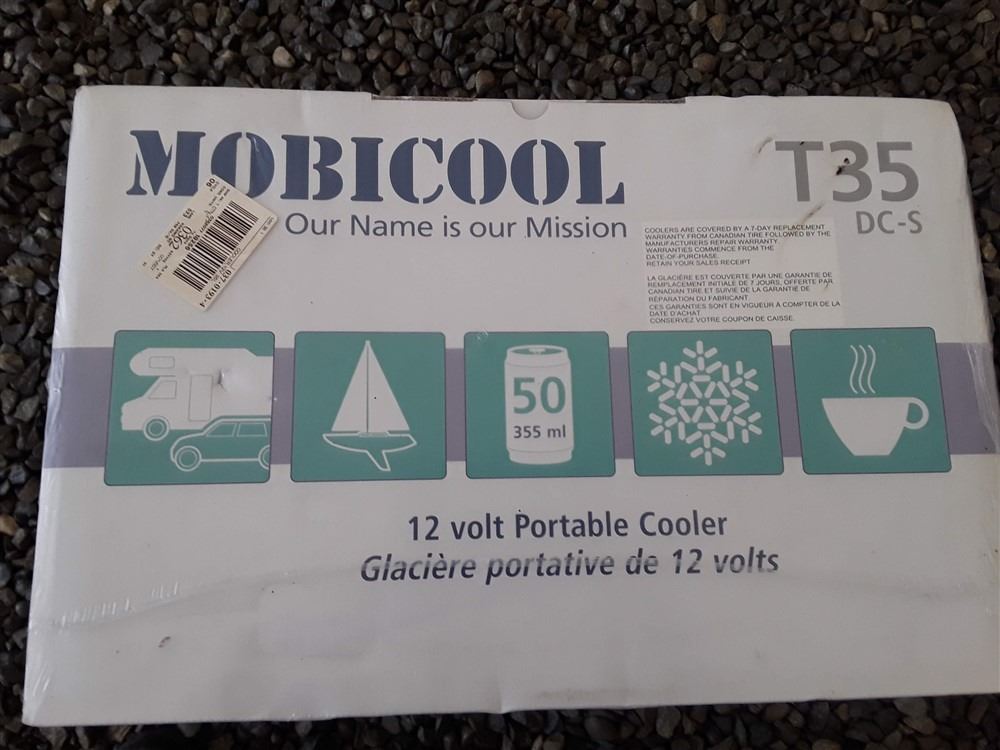 MOBICOOL
Our Name is our Mission
T35
DC-S
037-0193-4
COOLERS ARE COVERED BY A 7-DAY REPLACEMENT
WARRANTY FROM CANADIAN TIRE FOLLOWED BY THE
MANUFACTURERS REPAIR WARRANTY.
WARRANTIES COMMENCE FROM THE
DATE-OF-PURCHASE.
RETAIN YOUR SALES RECEIPT
LA GLACIÈRE EST COUVERTE PAR UNE GARANTIE DE
REMPLACEMENT INITIALE DE 7 JOURS, OFFERTE PAR
CANADIAN TIRE ET SUIVIE DE LA GARANTIE DE
RÉPARATION DU FABRICANT
CES GARANTIES SONT EN VIGUEUR À COMPTER DE LA
DATE D'ACHAT
CONSERVEZ VOTRE COUPON DE CAISSE.
50
355 ml
12 volt Portable Cooler
Glacière portative de 12 volts